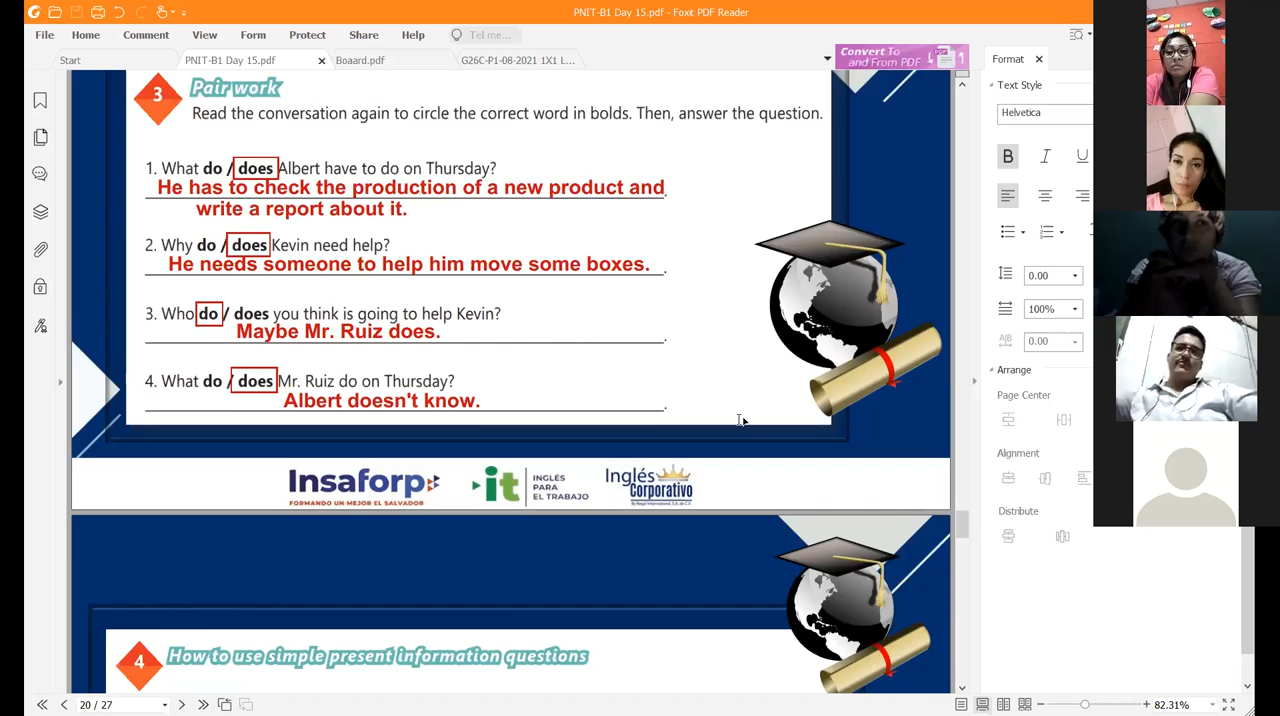 PNIT-B1 Day 15.pdf - Foxit PDF Reader
File Home Comment View Form Protect Share Help Tell me...
Start PNIT-B1 Day 15.pdf Boaard.pdf G26C-P1-08-2021 1X1 L...
Convert To
and From PDF
3 Pair work
Read the conversation again to circle the correct word in bolds. Then, answer the question.
1. What do / does Albert have to do on Thursday?
He has to check the production of a new product and
write a report about it.
2. Why do / does Kevin need help?
He needs someone to help him move some boxes.
3. Who do / does you think is going to help Kevin?
Maybe Mr. Ruiz does.
4. What do / does Mr. Ruiz do on Thursday?
Albert doesn't know.
Insaforp
FORMANDO UN MEJOR EL SALVADOR
it INGLÉS
PARA
EL TRABAJO
Inglés
Corporativo
4 How to use simple present information questions
Format
Text Style
Helvetica
B I U
0.00
100%
0.00
Arrange
Page Center
Alignment
Distribute
20 / 27
82.31%